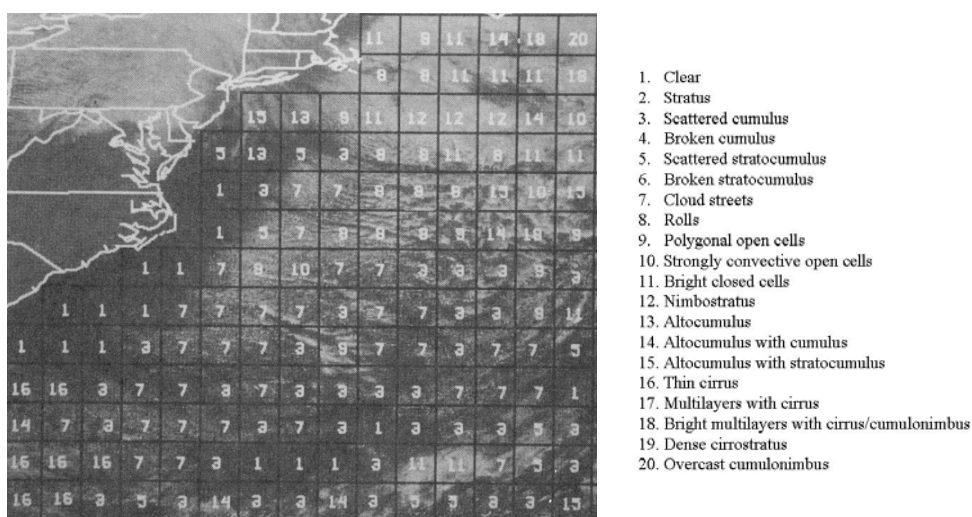 11 11 14 18 20
8 8 11 11 11 18
15 13 9 11 12 12 12 14 10
5 13 5 3 8 8 11 8 11 11
1 3 7 7 8 8 8 15 10 15
1 5 7 8 8 8 14 18 9
1 1 7 8 10 7 7 3 3 3 9 3
1 1 1 7 7 7 7 3 7 7 3 3 11
1 1 1 3 7 7 7 3 9 7 7 3 7 7 5
16 16 3 7 7 3 7 3 3 3 3 7 7 7 1
14 7 3 7 7 7 3 7 3 1 3 3 3 5 3
16 16 16 7 7 3 1 1 1 3 11 11 7 5 3
16 16 3 5 3 14 3 3 14 3 5 5 3 3 15
1. Clear
2. Stratus
3. Scattered cumulus
4. Broken cumulus
5. Scattered stratocumulus
6. Broken stratocumulus
7. Cloud streets
8. Rolls
9. Polygonal open cells
10. Strongly convective open cells
11. Bright closed cells
12. Nimbostratus
13. Altocumulus
14. Altocumulus with cumulus
15. Altocumulus with stratocumulus
16. Thin cirrus
17. Multilayers with cirrus
18. Bright multilayers with cirrus/cumulonimbus
19. Dense cirrostratus
20. Overcast cumulonimbus